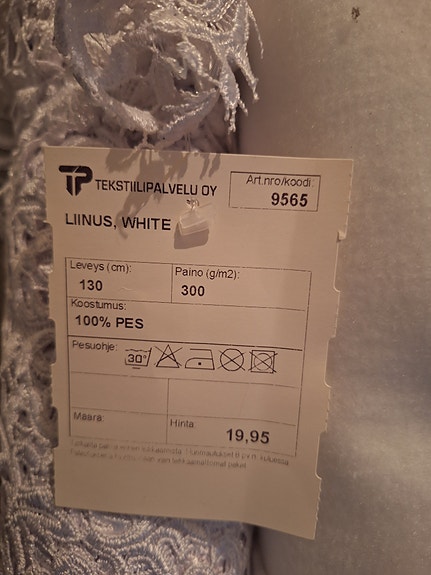 TP TEKSTIILIPALVELU OY
Art.nro/koodi:
9565
LIINUS, WHITE
Leveys (cm):
130
Paino (g/m2):
300
Koostumus:
100% PES
Pesuohje:
30°
Määrä:
Hinta
19,95